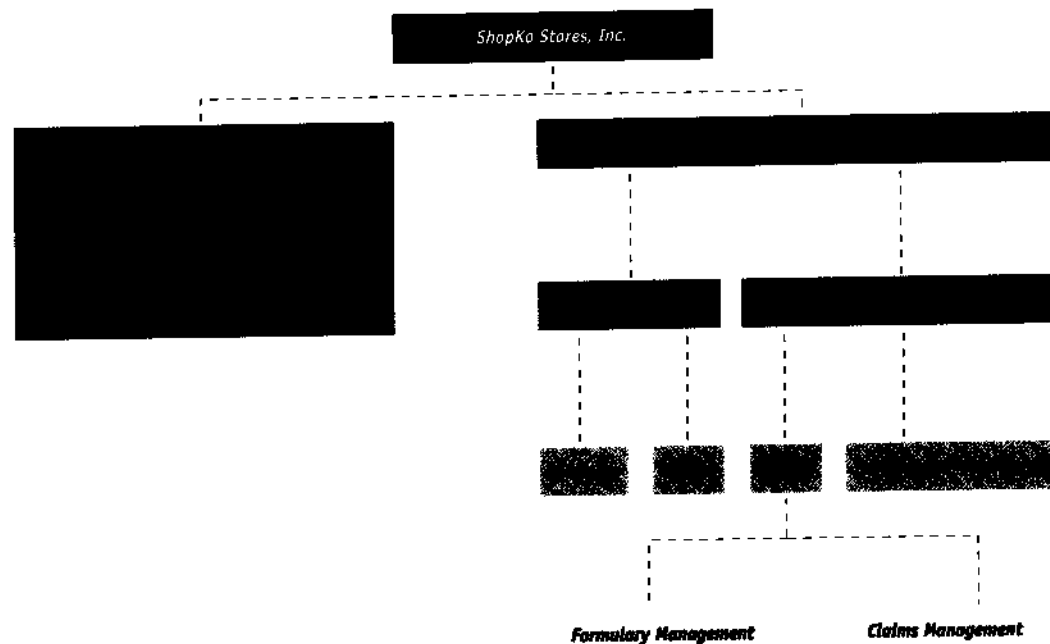 ShopKo Stores, Inc.
Formulary Management
Claims Management